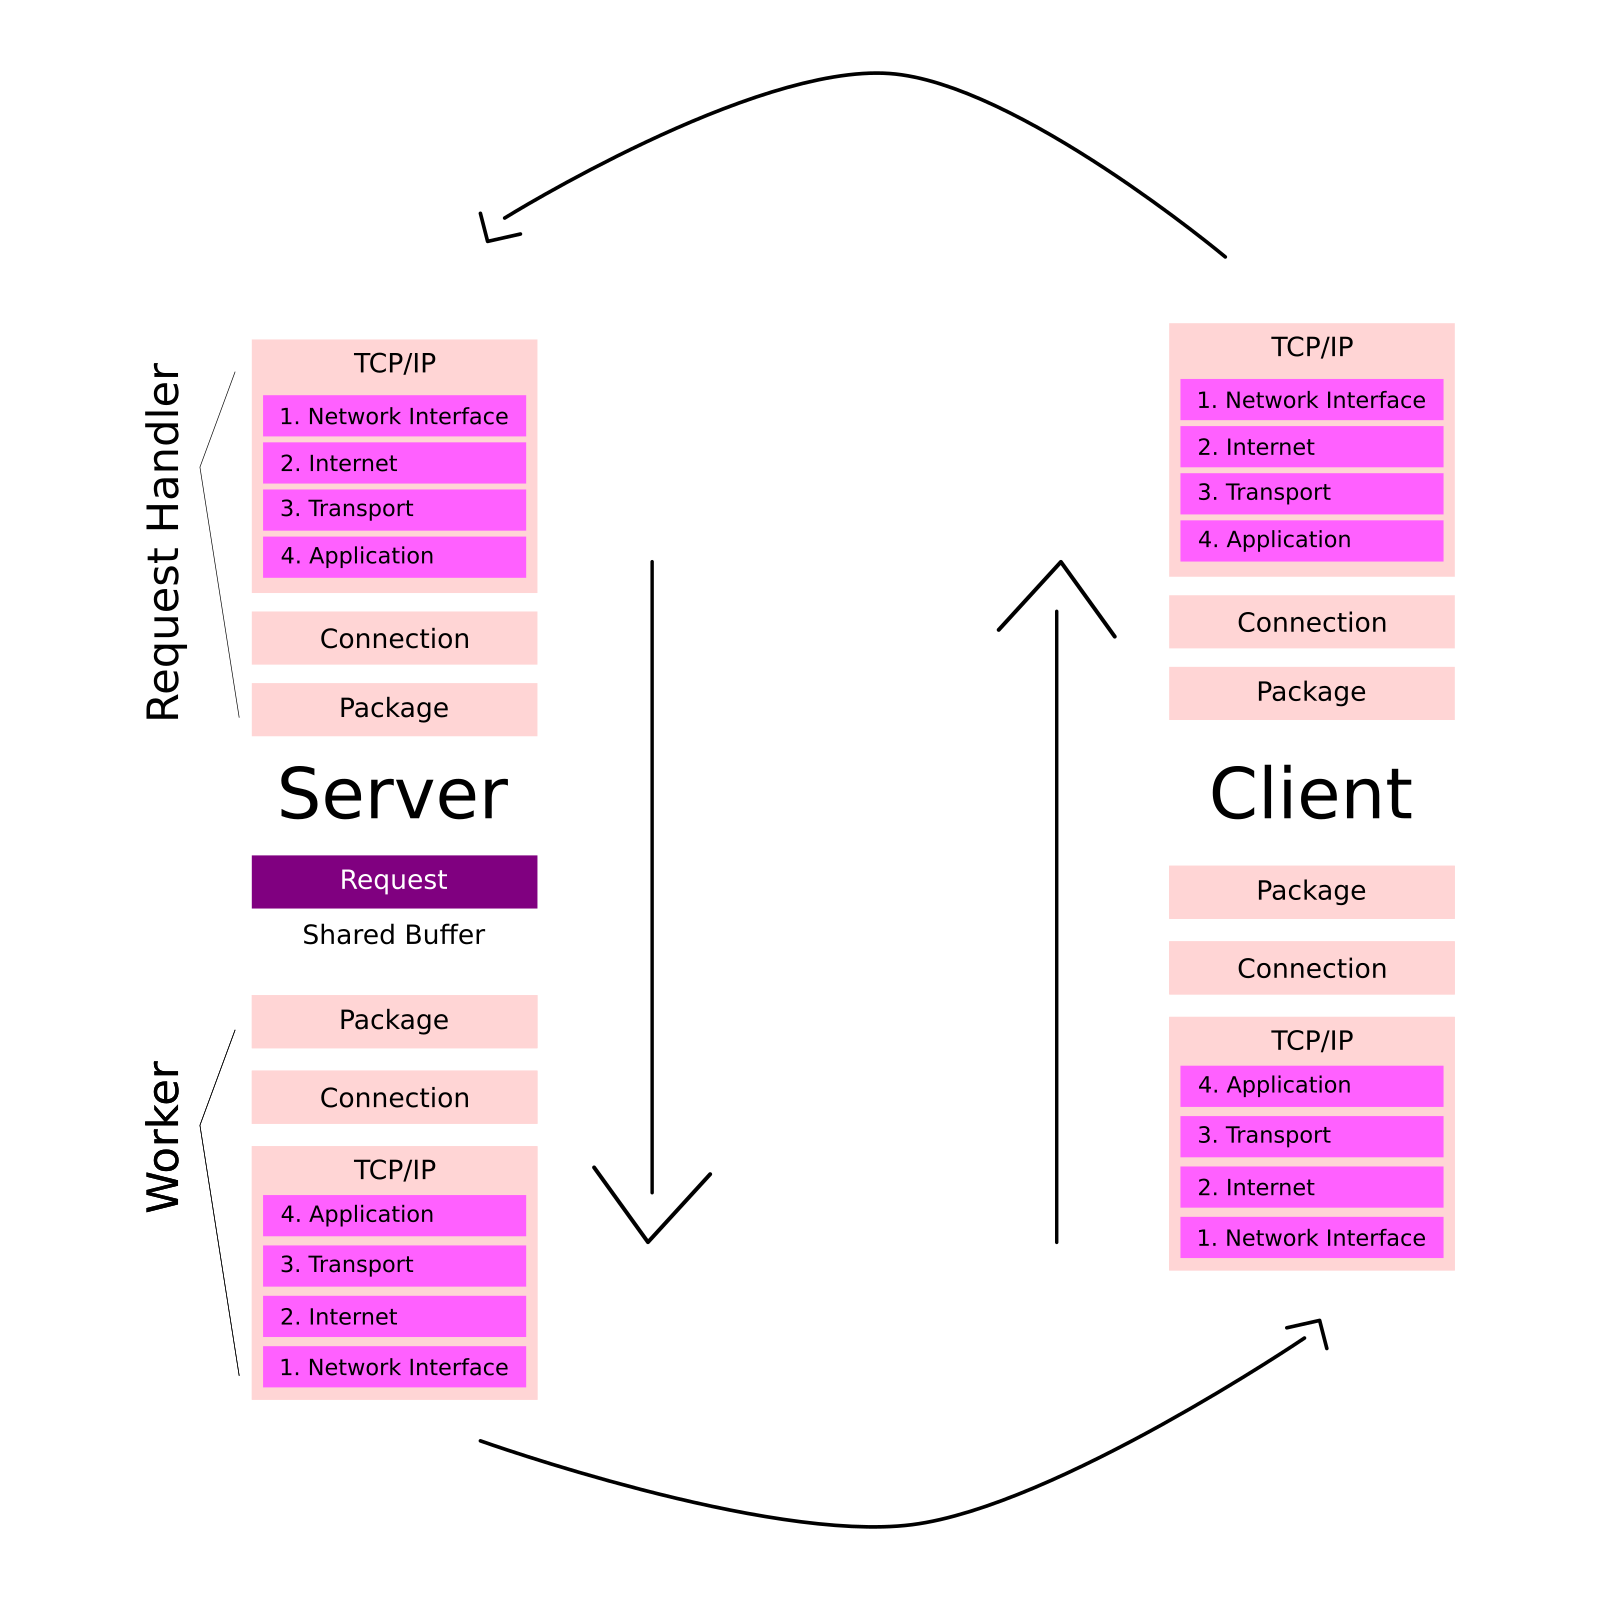 Request Handler
TCP/IP
1. Network Interface
2. Internet
3. Transport
4. Application
Connection
Package
Server
Request
Shared Buffer
Worker
Package
Connection
TCP/IP
4. Application
3. Transport
2. Internet
1. Network Interface
TCP/IP
1. Network Interface
2. Internet
3. Transport
4. Application
Connection
Package
Client
Package
Connection
TCP/IP
4. Application
3. Transport
2. Internet
1. Network Interface